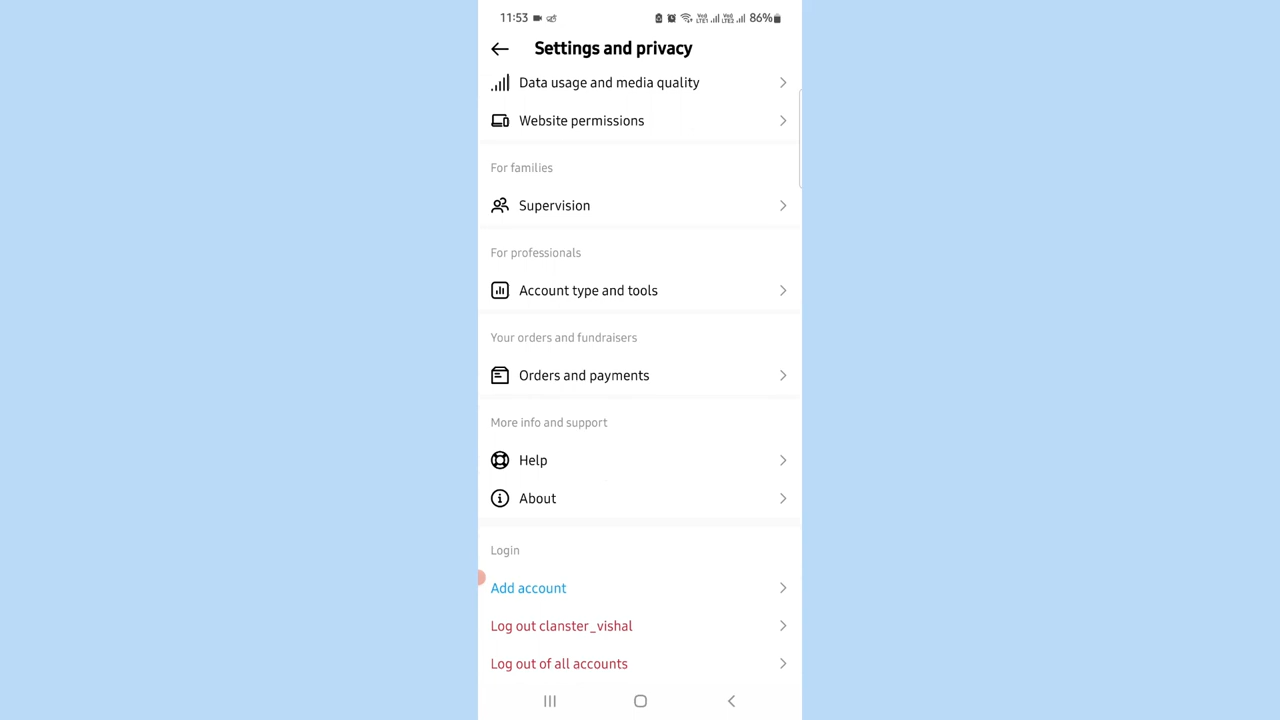 11:53 86%
Settings and privacy
Data usage and media quality
Website permissions
For families
Supervision
For professionals
Account type and tools
Your orders and fundraisers
Orders and payments
More info and support
Help
About
Login
Add account
Log out clanster_vishal
Log out of all accounts